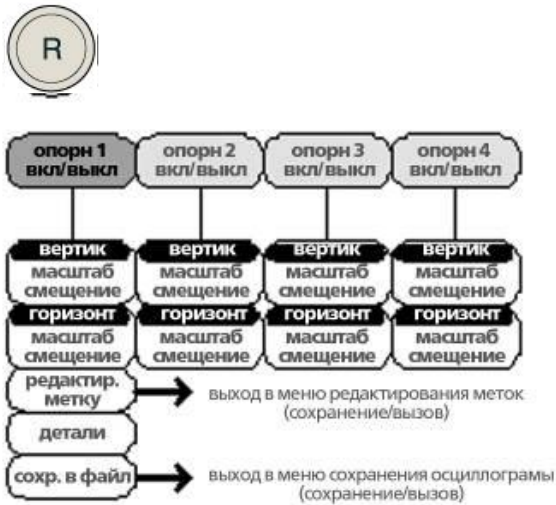 R
опорн 1 опорн 2 опорн 3 опорн 4
вкл/выкл вкл/выкл вкл/выкл вкл/выкл
вертик вертик вертик вертик
масштаб масштаб масштаб масштаб
смещение смещение смещение смещение
горизонт горизонт горизонт горизонт
масштаб масштаб масштаб масштаб
смещение смещение смещение смещение
редактир.
метку
выход в меню редактирования меток
(сохранение/вызов)
детали
сохр. в файл
выход в меню сохранения осциллограмы
(сохранение/вызов)